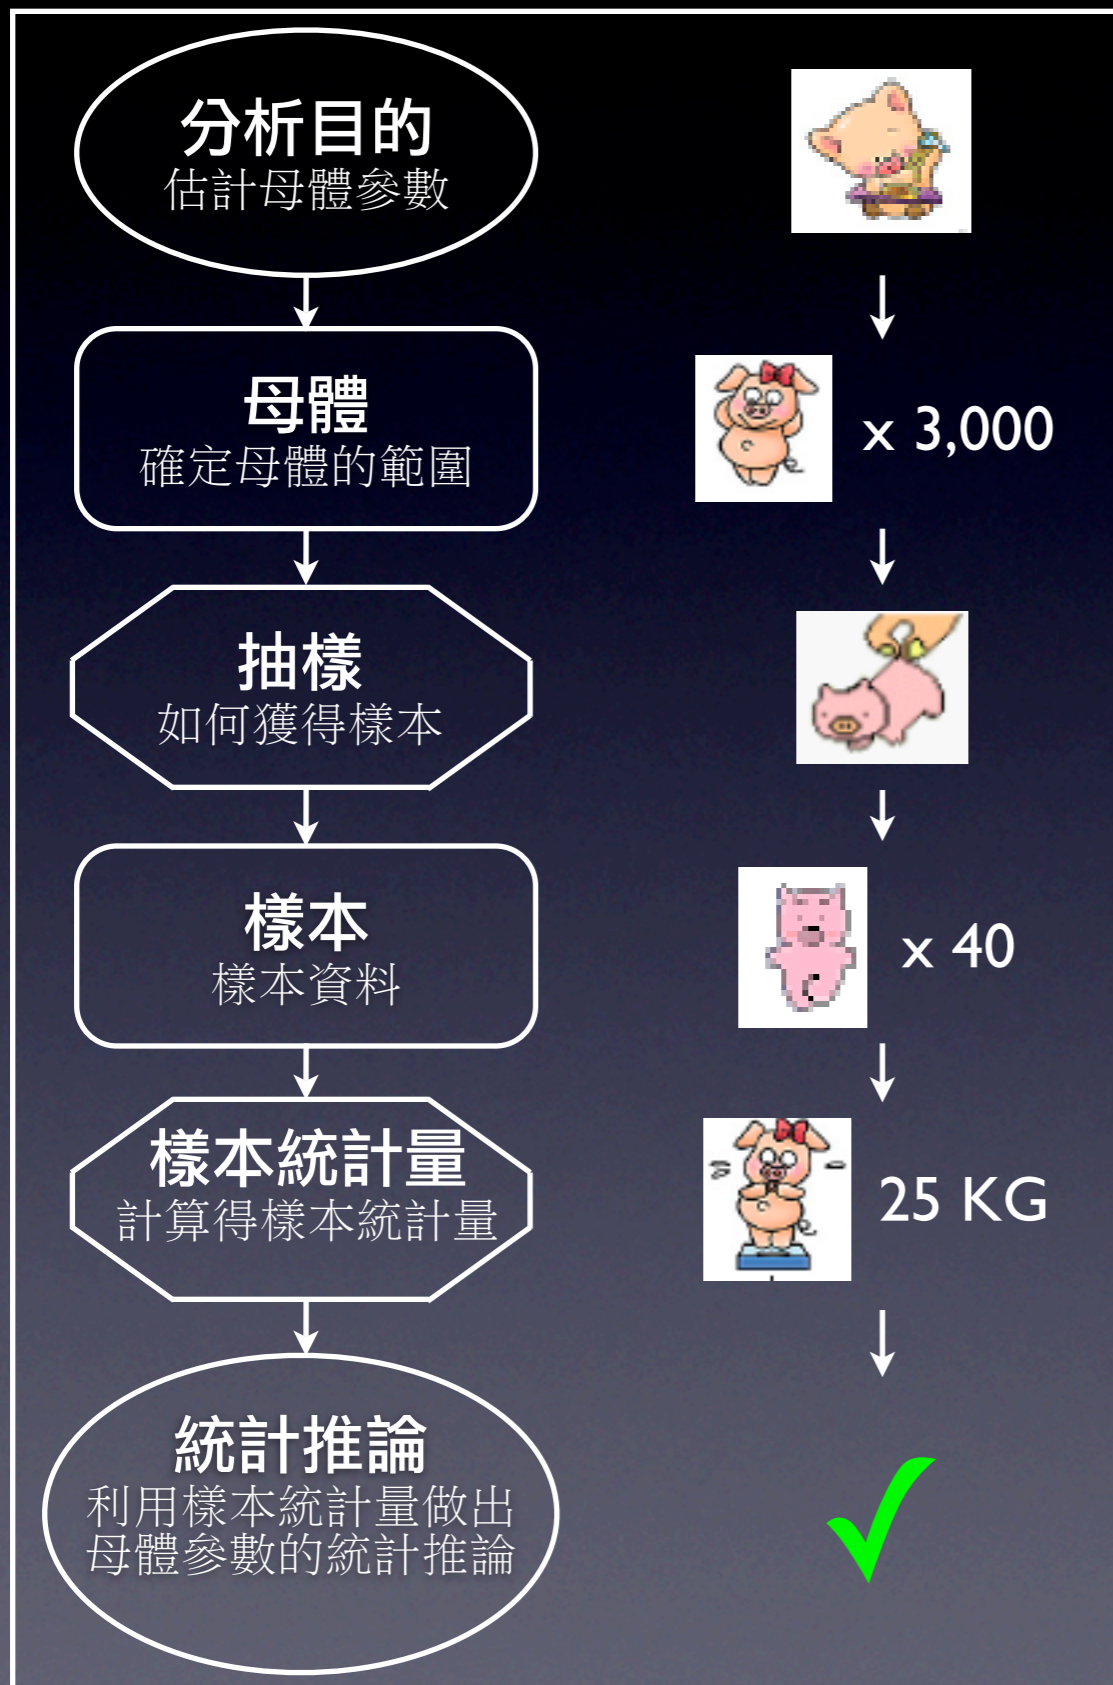 分析目的
估計母體參數
母體
確定母體的範圍
x 3,000
抽樣
如何獲得樣本
樣本
樣本資料
x 40
樣本統計量
計算得樣本統計量
25 KG
統計推論
利用樣本統計量做出
母體參數的統計推論